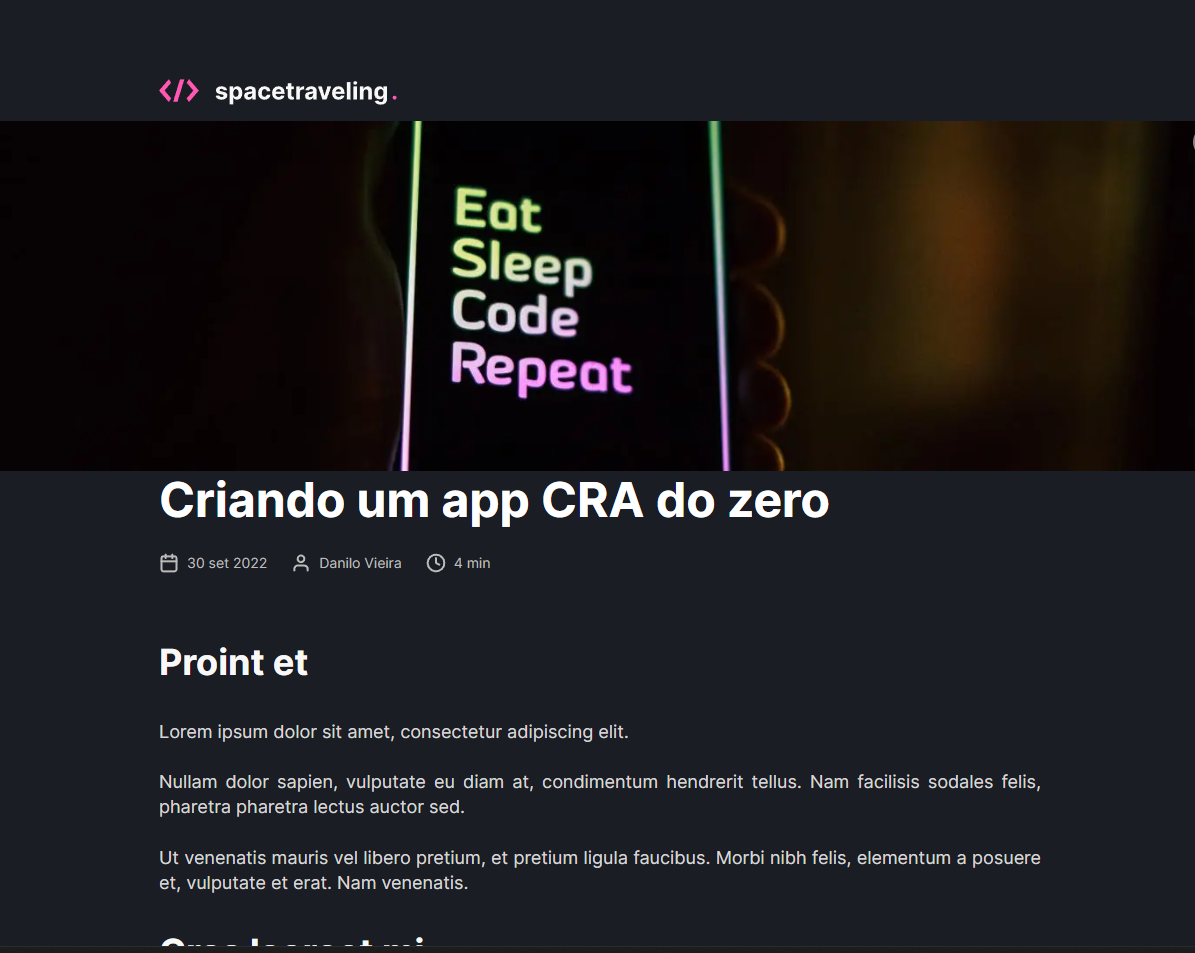 </> spacetraveling.
Eat
Sleep
Code
Repeat
Criando um app CRA do zero
30 set 2022 Danilo Vieira 4 min
Proint et
Lorem ipsum dolor sit amet, consectetur adipiscing elit.
Nullam dolor sapien, vulputate eu diam at, condimentum hendrerit tellus. Nam facilisis sodales felis,
pharetra pharetra lectus auctor sed.
Ut venenatis mauris vel libero pretium, et pretium ligula faucibus. Morbi nibh felis, elementum a posuere
et, vulputate et erat. Nam venenatis.